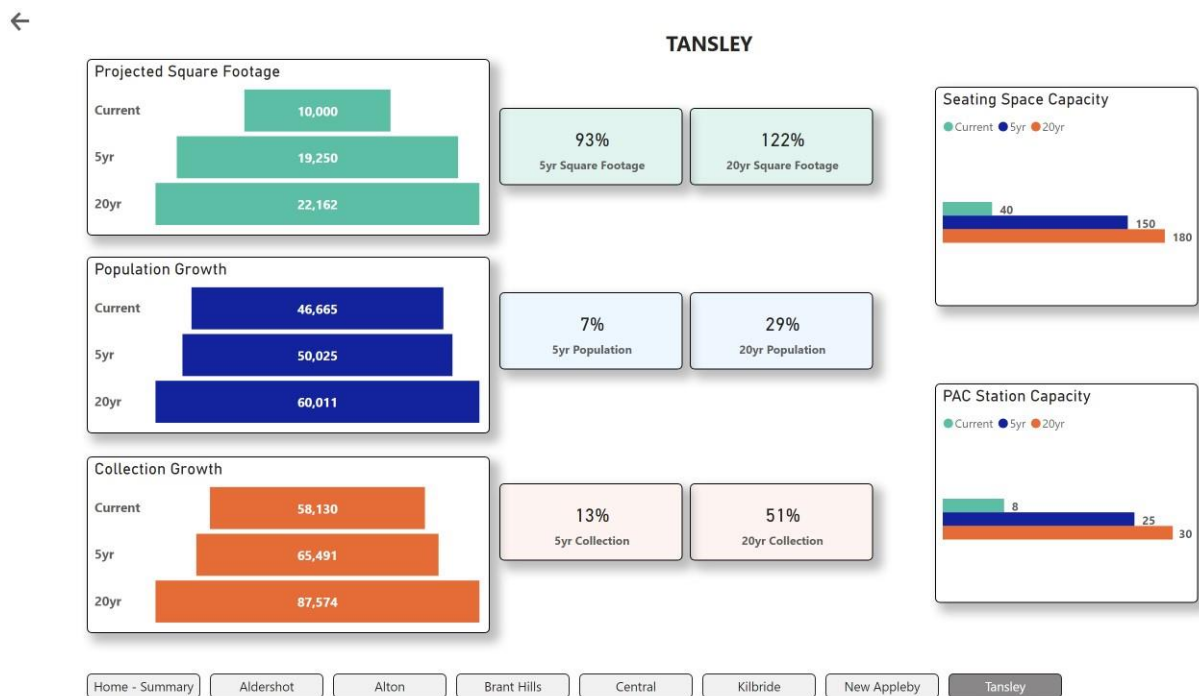 TANSLEY
Projected Square Footage
Current
10,000
5yr
19,250
20yr
22,162
93%
5yr Square Footage
122%
20yr Square Footage
Population Growth
Current
46,665
5yr
50,025
20yr
60,011
7%
5yr Population
29%
20yr Population
Collection Growth
Current
58,130
5yr
65,491
20yr
87,574
13%
5yr Collection
51%
20yr Collection
Seating Space Capacity
Current 5yr 20yr
40
150
180
PAC Station Capacity
Current 5yr 20yr
8
25
30
Home - Summary
Aldershot
Alton
Brant Hills
Central
Kilbride
New Appleby
Tansley